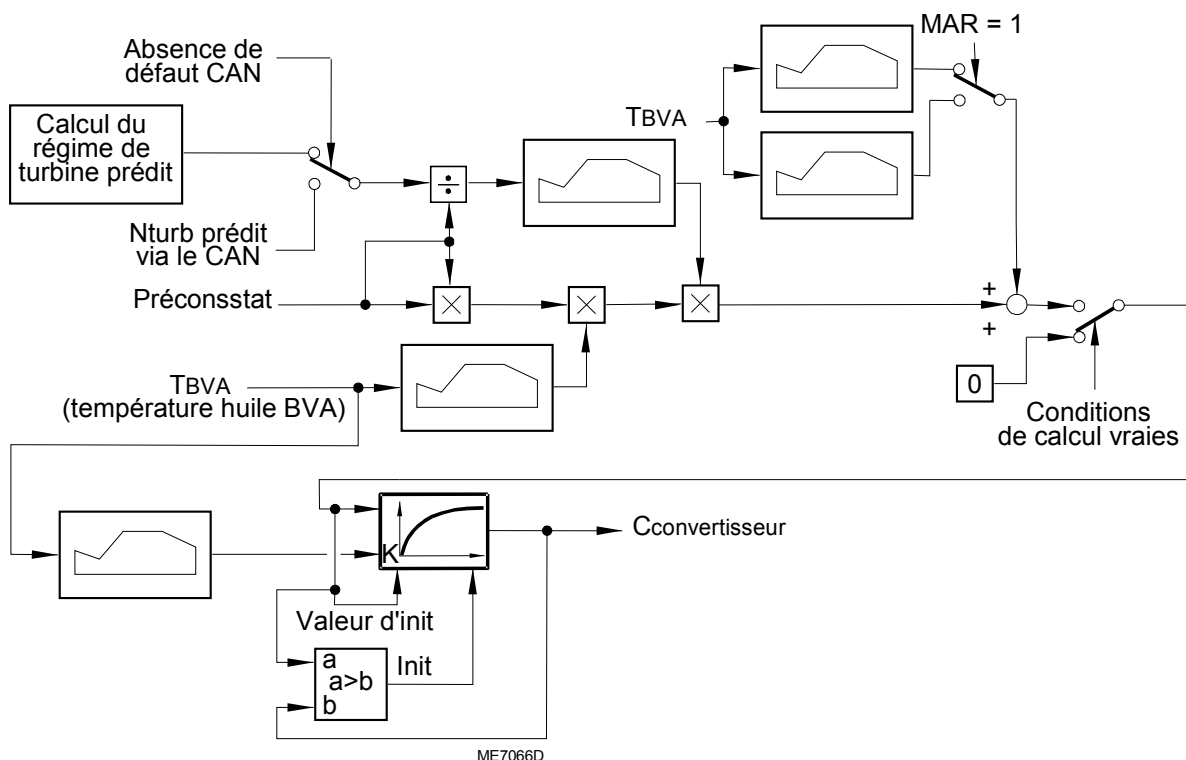 MAR = 1
Absence de
défaut CAN
TBVA
Calcul du
régime de
turbine prédit
÷
Nturb prédit
via le CAN
Préconsstat
×
×
×
+
+
0
TBVA
(température huile BVA)
Conditions
de calcul vraies
K
Cconvertisseur
Valeur d'init
a
a>b
b
Init
ME7066D